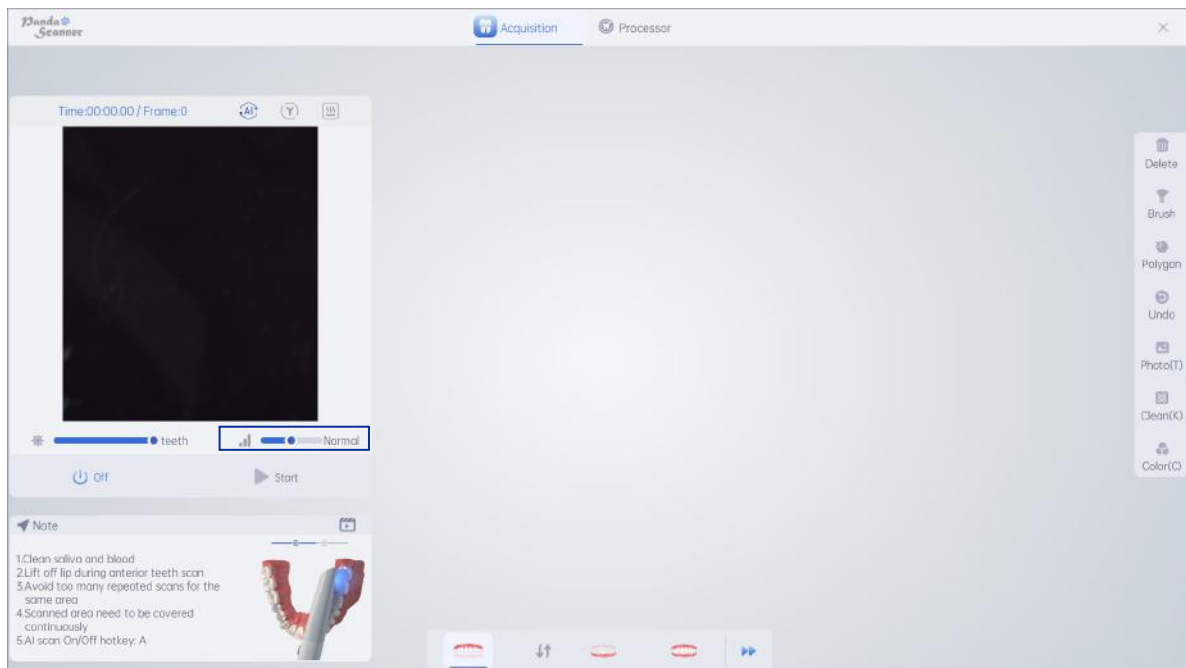 Panda
Scanner
Acquisition
Processor
Time:00:00.00 / Frame:0
AI
Y
Delete
Brush
Polygon
Undo
Photo(T)
Clean(K)
Color(C)
teeth
Normal
Off
Start
Note
1.Clean saliva and blood
2.Lift off lip during anterior teeth scan
3.Avoid too many repeated scans for the
same area
4.Scanned area need to be covered
continuously
5.AI scan On/Off hotkey: A